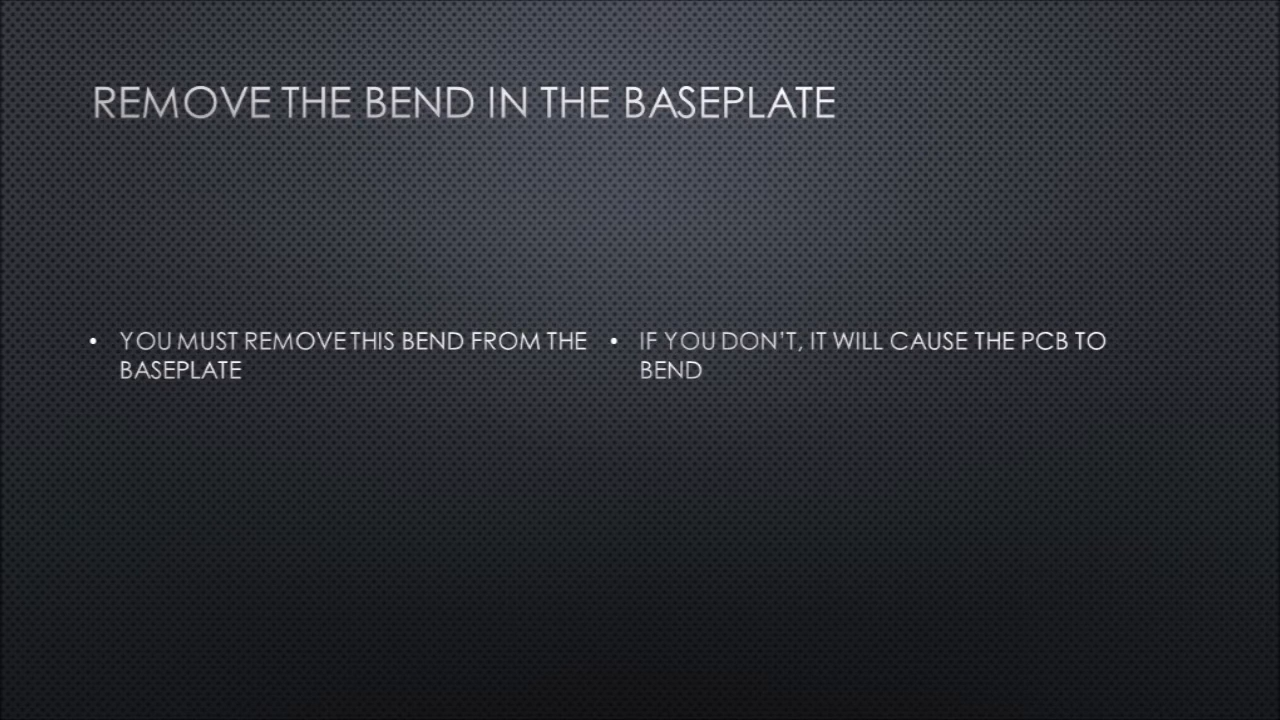 REMOVE THE BEND IN THE BASEPLATE
• YOU MUST REMOVE THIS BEND FROM THE
BASEPLATE
• IF YOU DON'T, IT WILL CAUSE THE PCB TO
BEND